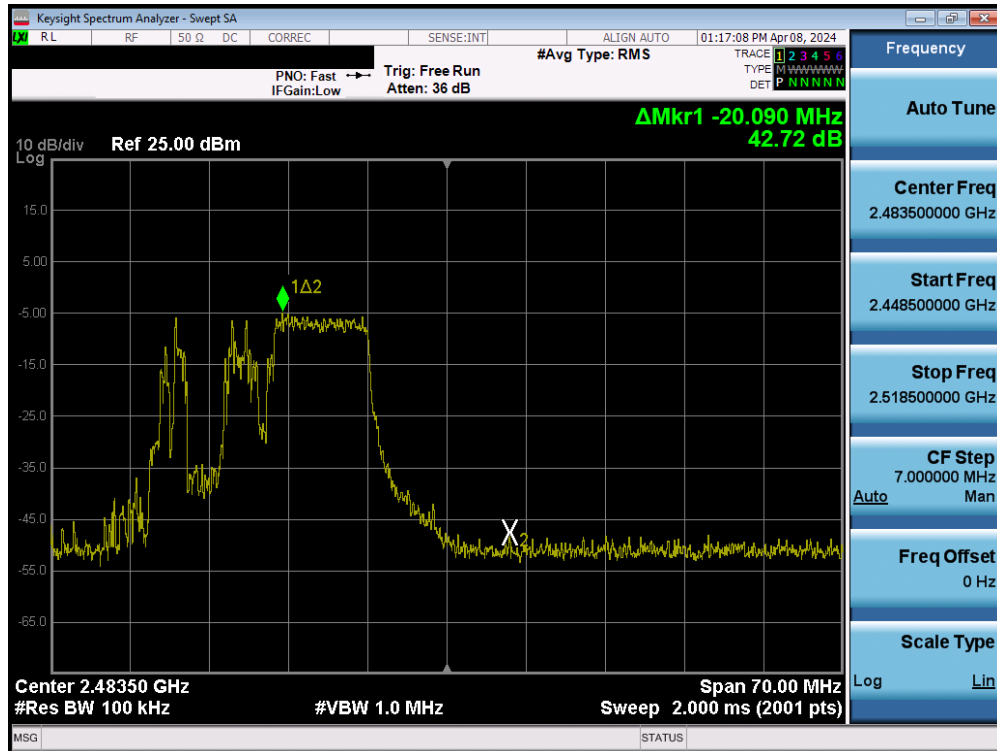 Keysight Spectrum Analyzer - Swept SA
LXI RL RF 50 Ω DC CORREC SENSE:INT ALIGN AUTO 01:17:08 PM Apr 08, 2024
#Avg Type: RMS
TRACE 1 2 3 4 5 6
TYPE M WWWWW
DET P N N N N N
PNO: Fast Trig: Free Run
IFGain:Low Atten: 36 dB
ΔMkr1 -20.090 MHz
42.72 dB
10 dB/div Ref 25.00 dBm
Log
15.0
5.00
-5.00
-15.0
-25.0
-35.0
-45.0
-55.0
-65.0
1Δ2
X2
Center 2.48350 GHz Span 70.00 MHz
#Res BW 100 kHz #VBW 1.0 MHz Sweep 2.000 ms (2001 pts)
MSG STATUS
Frequency
Auto Tune
Center Freq
2.483500000 GHz
Start Freq
2.448500000 GHz
Stop Freq
2.518500000 GHz
CF Step
7.000000 MHz
Auto Man
Freq Offset
0 Hz
Scale Type
Log Lin